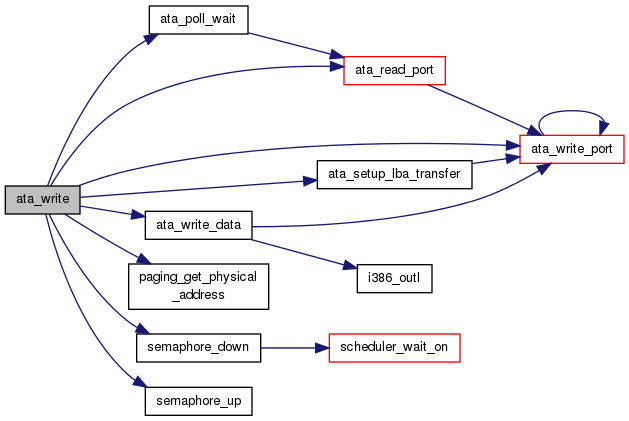 ata_poll_wait
ata_read_port
ata_write_port
ata_setup_lba_transfer
ata_write
ata_write_data
i386_outl
paging_get_physical
_address
semaphore_down
scheduler_wait_on
semaphore_up